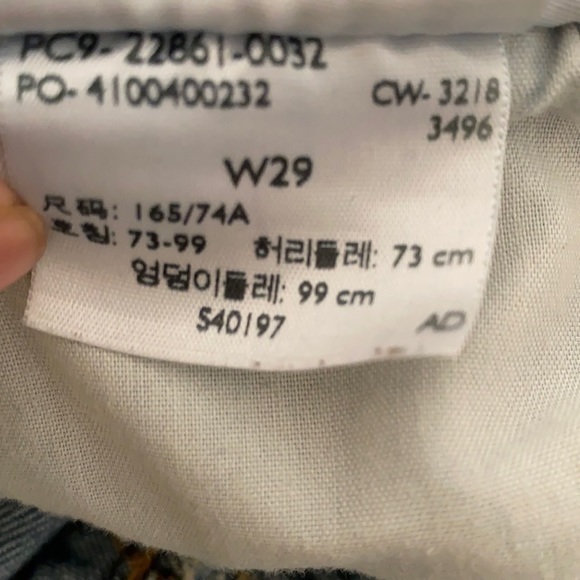 PC9-22861-0032
PO-4100400232 CW-3218
3496
W29
尺码: 165/74A
호칭: 73-99 허리둘레: 73 cm
엉덩이둘레: 99 cm
S40197 AD